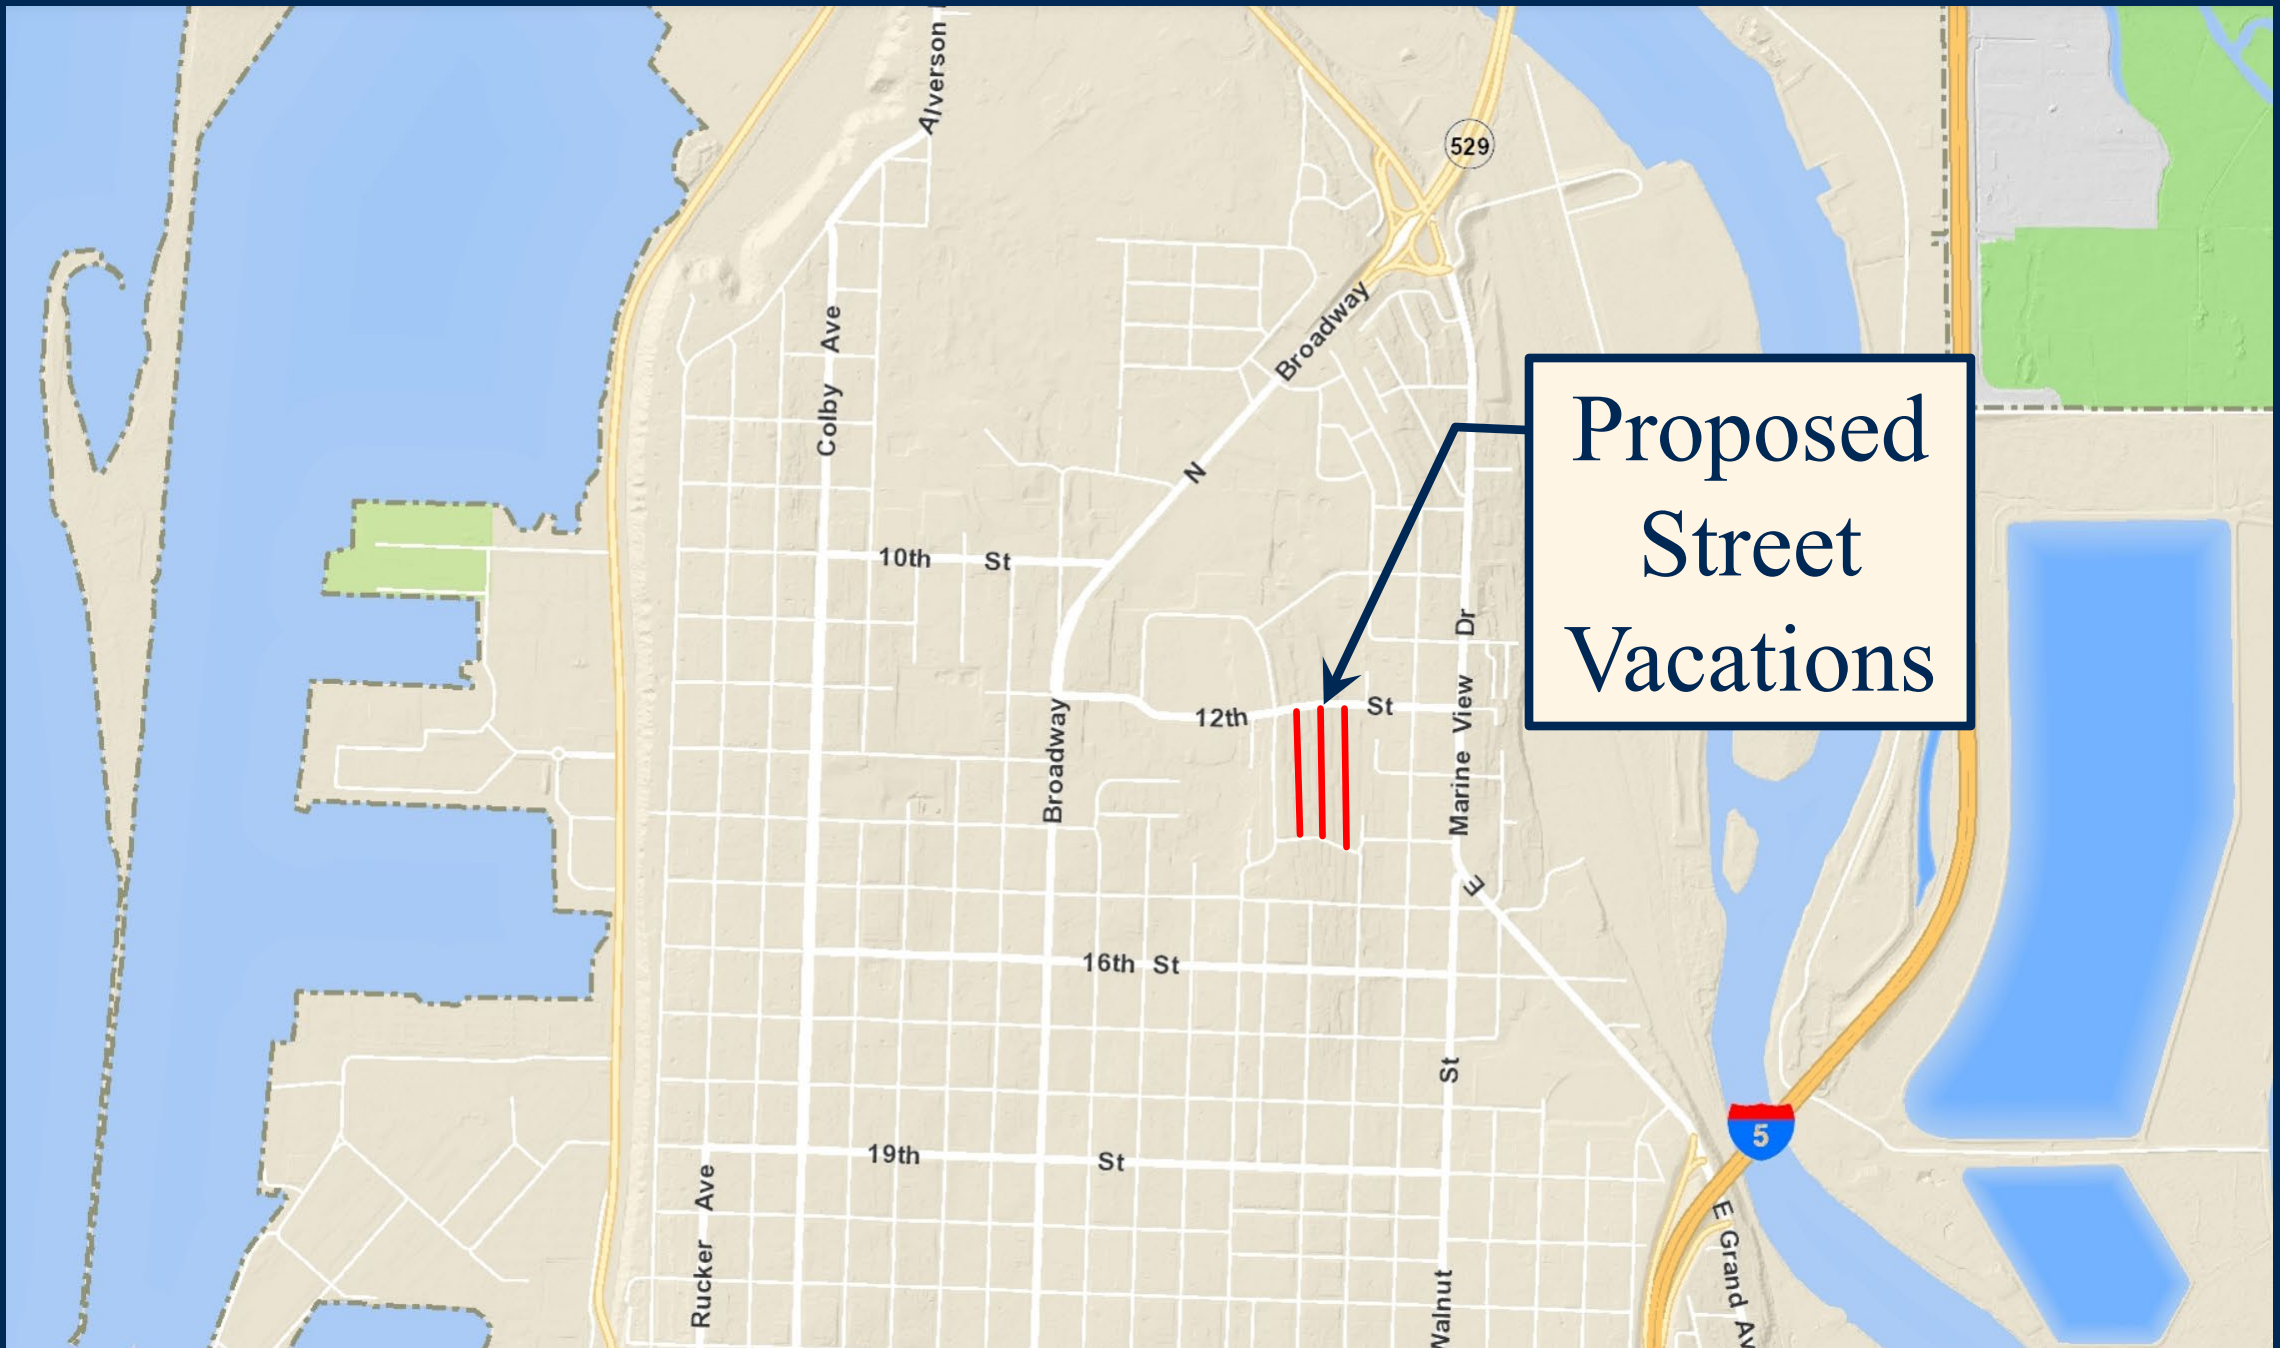 Alverson
529
Colby Ave
N Broadway
Proposed
Street
Vacations
10th St
12th St
Broadway
E Marine View Dr
16th St
19th St
Rucker Ave
Walnut St
5
E Grand Av